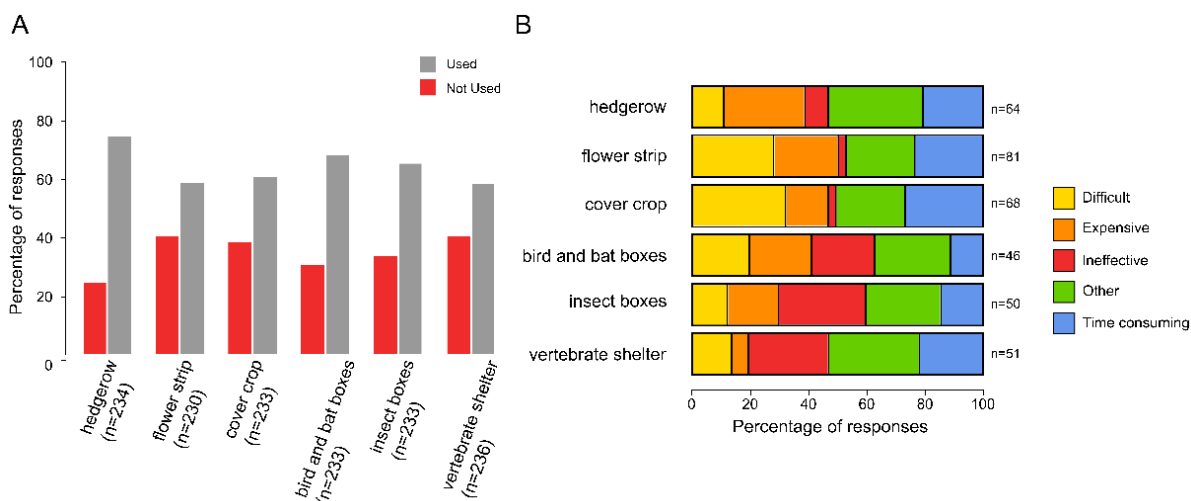 A
Percentage of responses
100
80
60
40
20
0
Used
Not Used
hedgerow
(n=234)
flower strip
(n=230)
cover crop
(n=233)
bird and bat boxes
(n=233)
insect boxes
(n=233)
vertebrate shelter
(n=236)
B
hedgerow
n=64
flower strip
n=81
cover crop
n=68
bird and bat boxes
n=46
insect boxes
n=50
vertebrate shelter
n=51
0 20 40 60 80 100
Percentage of responses
Difficult
Expensive
Ineffective
Other
Time consuming